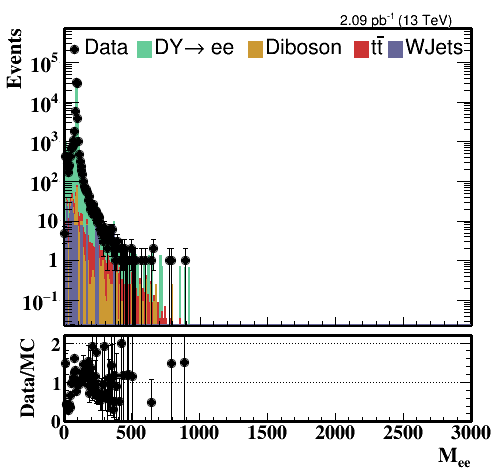 2.09 pb⁻¹ (13 TeV)
Events
Data DY→ ee Diboson tt̄ WJets
10⁵
10⁴
10³
10²
10
1
10⁻¹
Data/MC
2
1
0
0 500 1000 1500 2000 2500 3000
Mₑₑ